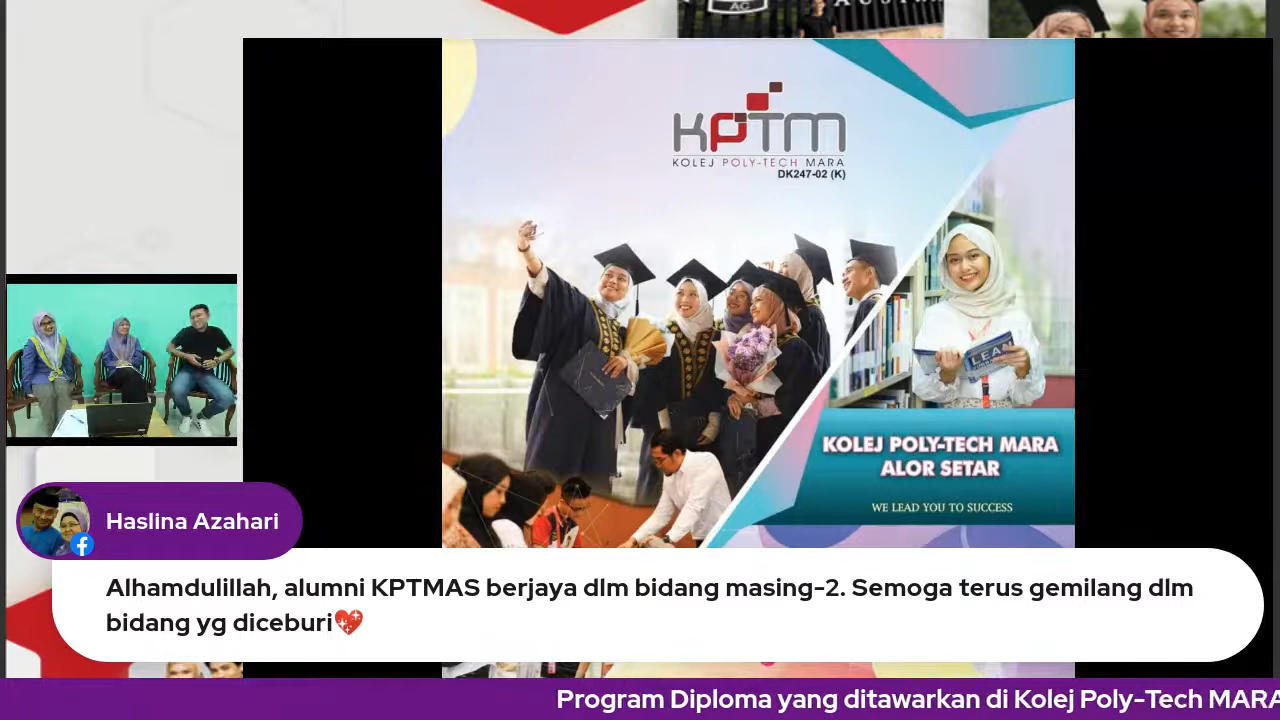 AC
KPTM
KOLEJ POLY-TECH MARA
DK247-02 (K)
KOLEJ POLY-TECH MARA
ALOR SETAR
WE LEAD YOU TO SUCCESS
Haslina Azahari
Alhamdulillah, alumni KPTMAS berjaya dlm bidang masing-2. Semoga terus gemilang dlm
bidang yg diceburi💖
Program Diploma yang ditawarkan di Kolej Poly-Tech MARA